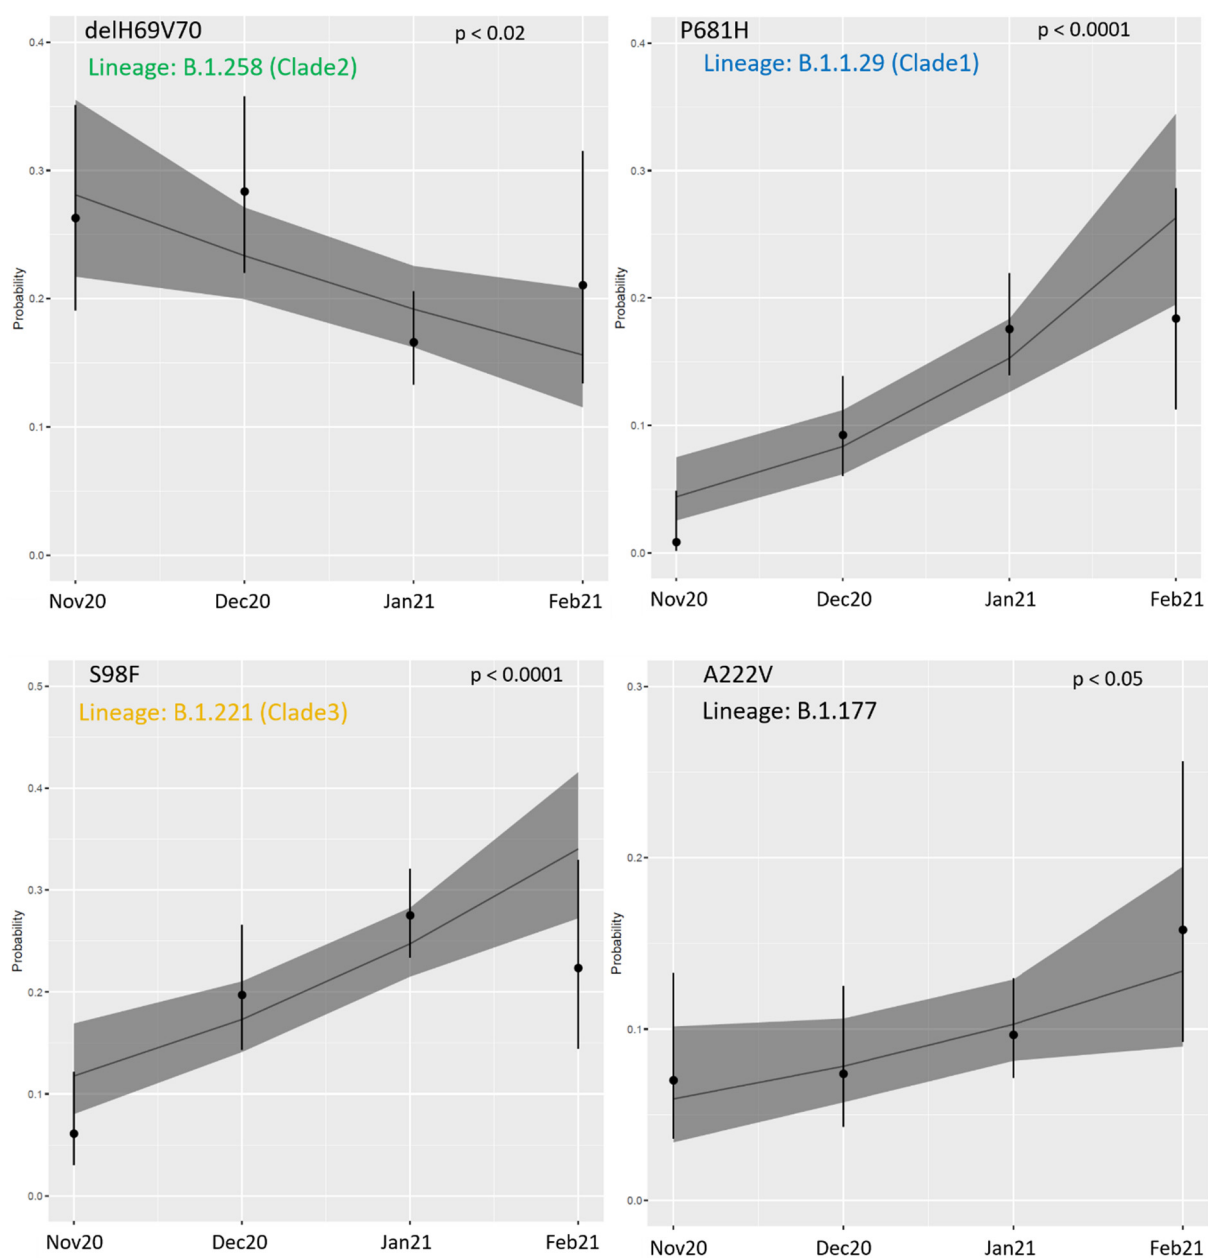 delH69V70
p < 0.02
Lineage: B.1.258 (Clade2)
0.4
0.3
0.2
0.1
0.0
Probability
Nov20 Dec20 Jan21 Feb21
P681H
p < 0.0001
Lineage: B.1.1.29 (Clade1)
0.4
0.3
0.2
0.1
0.0
Probability
Nov20 Dec20 Jan21 Feb21
S98F
p < 0.0001
Lineage: B.1.221 (Clade3)
0.5
0.4
0.3
0.2
0.1
0.0
Probability
Nov20 Dec20 Jan21 Feb21
A222V
p < 0.05
Lineage: B.1.177
0.3
0.2
0.1
0.0
Probability
Nov20 Dec20 Jan21 Feb21